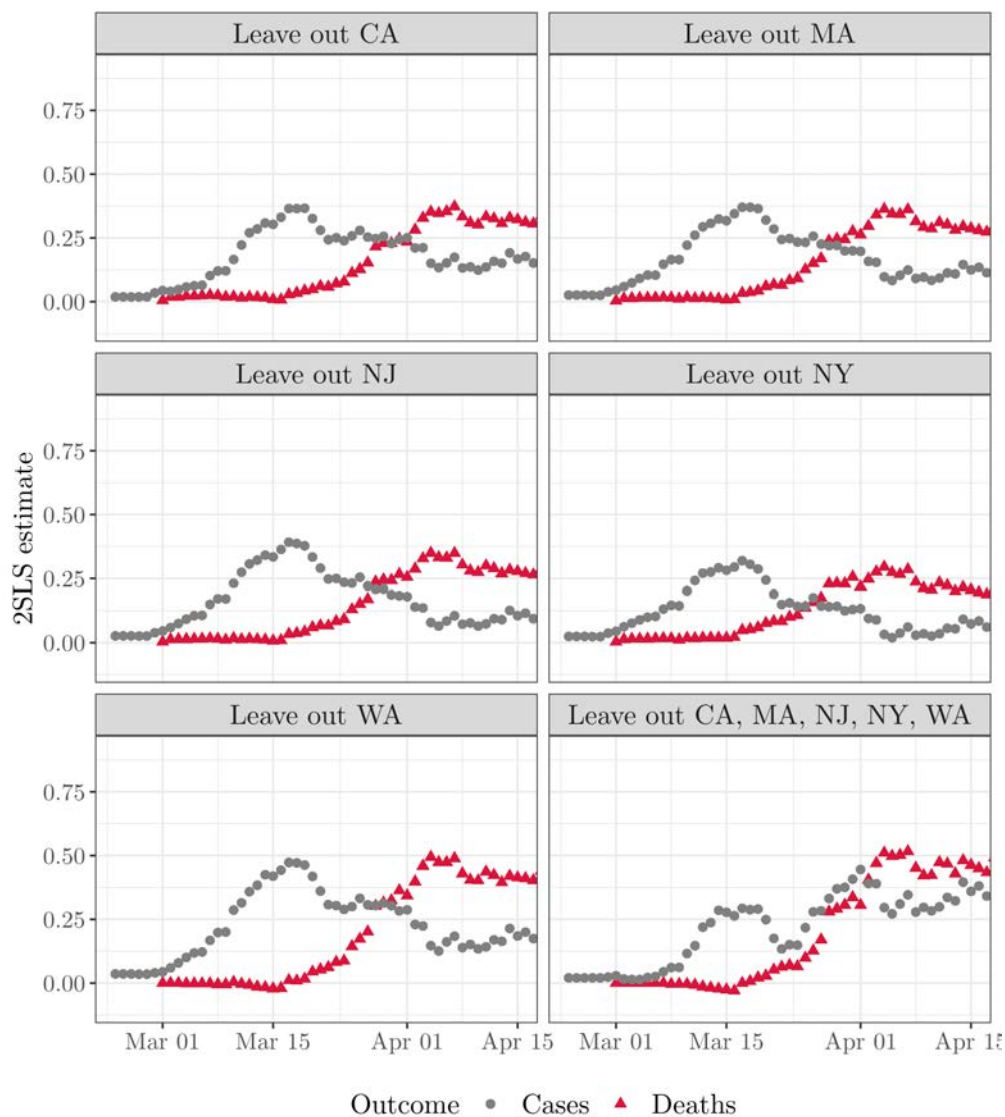 Leave out CA
Leave out MA
0.75
0.50
0.25
0.00
Leave out NJ
Leave out NY
0.75
0.50
0.25
0.00
2SLS estimate
Leave out WA
Leave out CA, MA, NJ, NY, WA
0.75
0.50
0.25
0.00
Mar 01 Mar 15 Apr 01 Apr 15
Mar 01 Mar 15 Apr 01 Apr 15
Outcome Cases Deaths